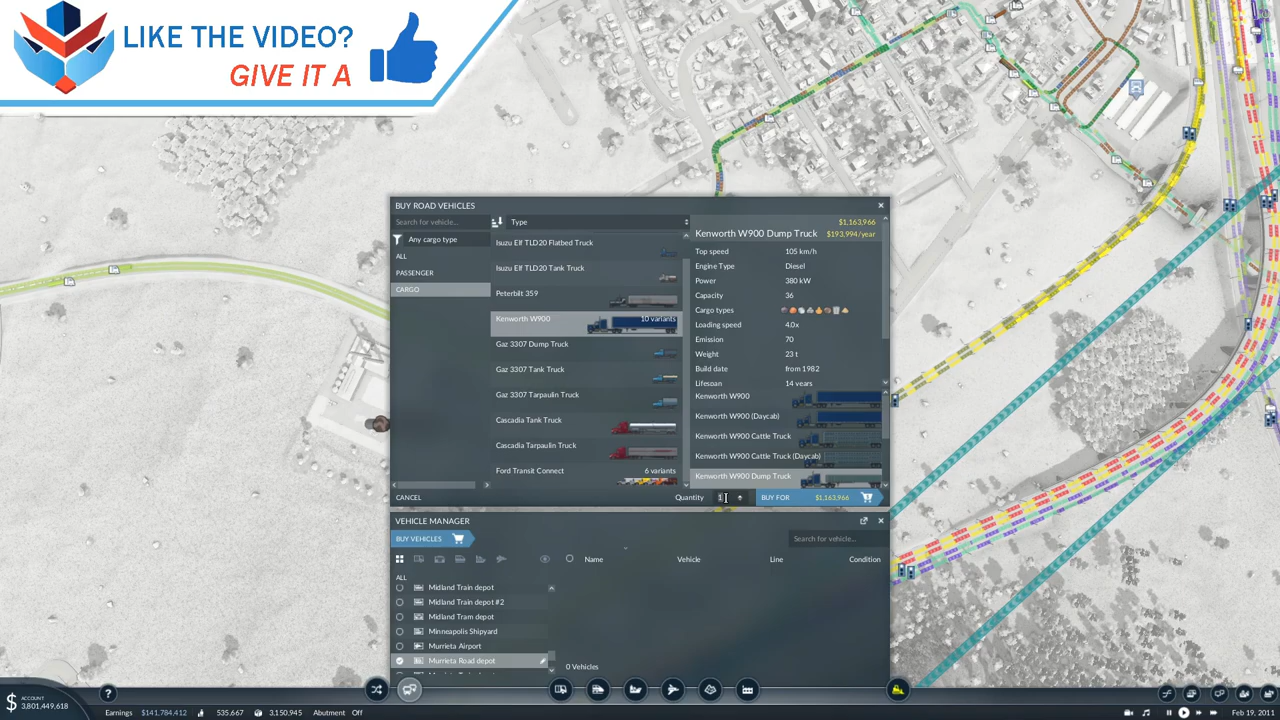 LIKE THE VIDEO?
GIVE IT A
BUY ROAD VEHICLES
Search for vehicle...
Type
Any cargo type
ALL
PASSENGER
CARGO
Isuzu Elf TLD20 Flatbed Truck
Isuzu Elf TLD20 Tank Truck
Peterbilt 359
Kenworth W900
10 variants
Gaz 3307 Dump Truck
Gaz 3307 Tank Truck
Gaz 3307 Tarpaulin Truck
Cascadia Tank Truck
Cascadia Tarpaulin Truck
Ford Transit Connect
6 variants
$1,163,966
Kenworth W900 Dump Truck
$193,994/year
Top speed 105 km/h
Engine Type Diesel
Power 380 kW
Capacity 36
Cargo types
Loading speed 4.0x
Emission 70
Weight 23 t
Build date from 1982
Lifespan 14 years
Kenworth W900
Kenworth W900 (Daycab)
Kenworth W900 Cattle Truck
Kenworth W900 Cattle Truck (Daycab)
Kenworth W900 Dump Truck
CANCEL
Quantity 1
BUY FOR $1,163,966
VEHICLE MANAGER
BUY VEHICLES
Search for vehicle...
Name Vehicle Line Condition
ALL
Midland Train depot
Midland Train depot #2
Midland Tram depot
Minneapolis Shipyard
Murrieta Airport
Murrieta Road depot
0 Vehicles
$ ACCOUNT
3,801,449,618
?
Earnings $141,784,412 535,667 3,150,945 Abutment Off
Feb 19, 2011